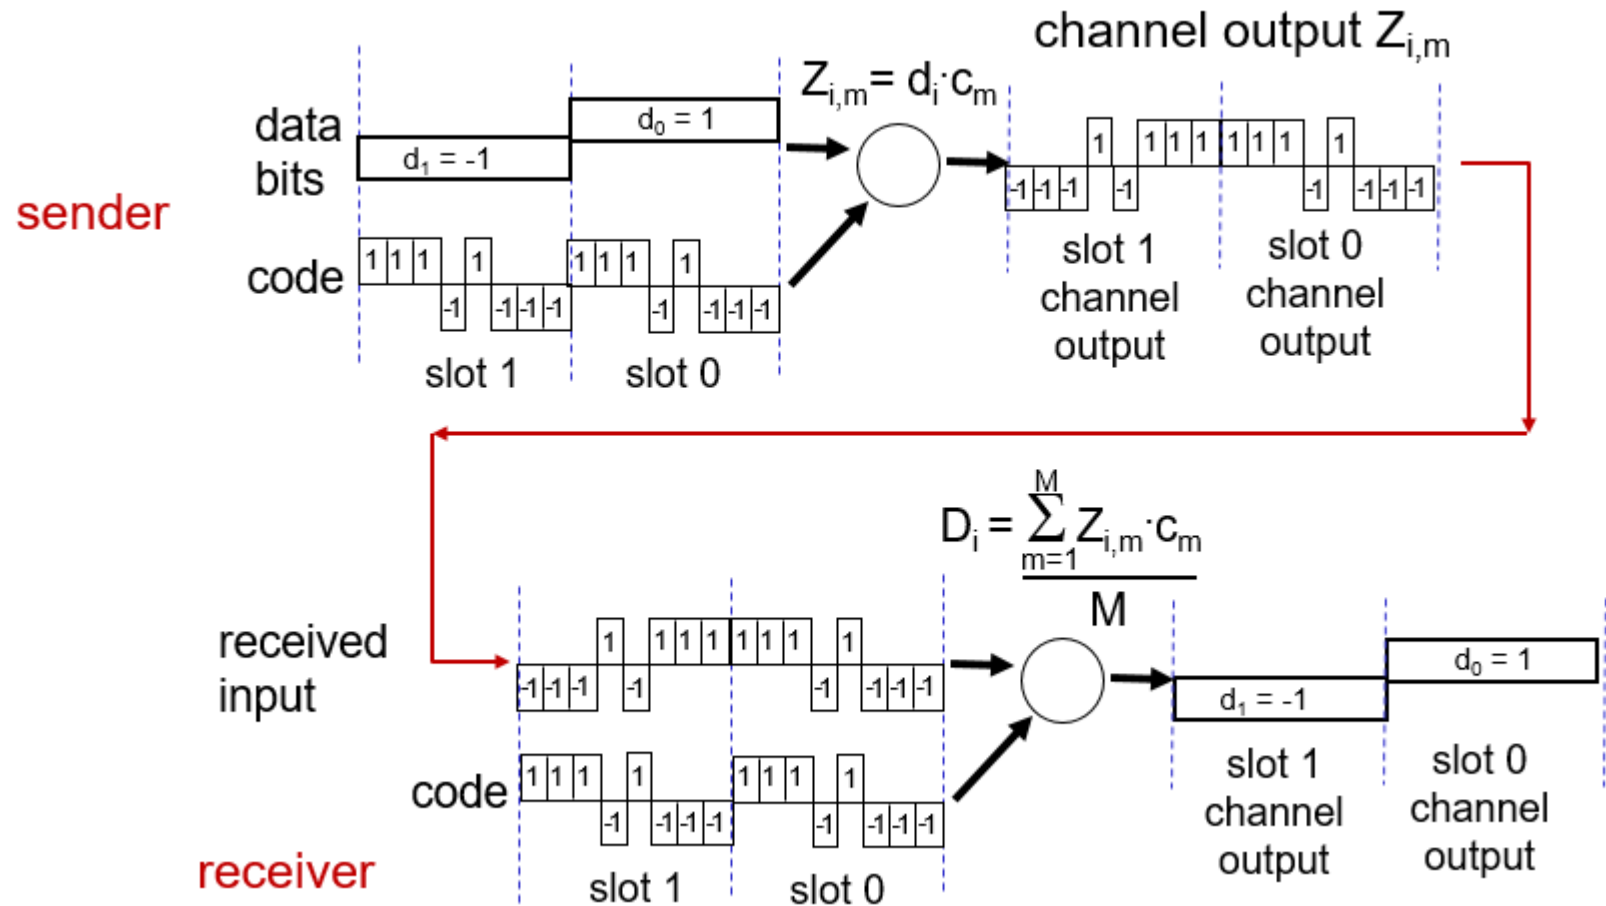 channel output Z_{i,m}
Z_{i,m} = d_i·c_m
data
bits
d_0 = 1
d_1 = -1
1 1 1 -1 1 -1 -1 -1
1 1 1 -1 1 -1 -1 -1
code
slot 1
slot 0
sender
-1 -1 -1 1 -1 1 1 1
1 1 1 -1 1 -1 -1 -1
slot 1
channel
output
slot 0
channel
output
D_i = \frac{\sum_{m=1}^{M} Z_{i,m}·c_m}{M}
received
input
-1 -1 -1 1 -1 1 1 1
1 1 1 -1 1 -1 -1 -1
code
1 1 1 -1 1 -1 -1 -1
1 1 1 -1 1 -1 -1 -1
slot 1
slot 0
receiver
d_0 = 1
d_1 = -1
slot 1
channel
output
slot 0
channel
output